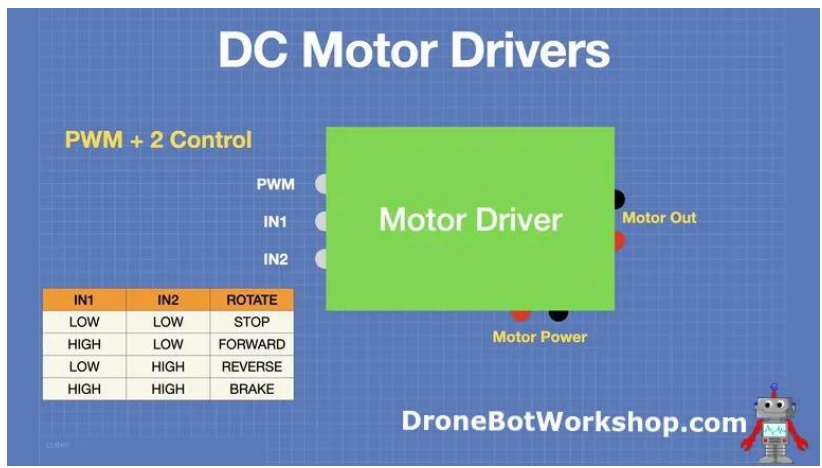 DC Motor Drivers
PWM + 2 Control
PWM
IN1
IN2
Motor Driver
Motor Out
Motor Power
IN1 IN2 ROTATE
LOW LOW STOP
HIGH LOW FORWARD
LOW HIGH REVERSE
HIGH HIGH BRAKE
DroneBotWorkshop.com